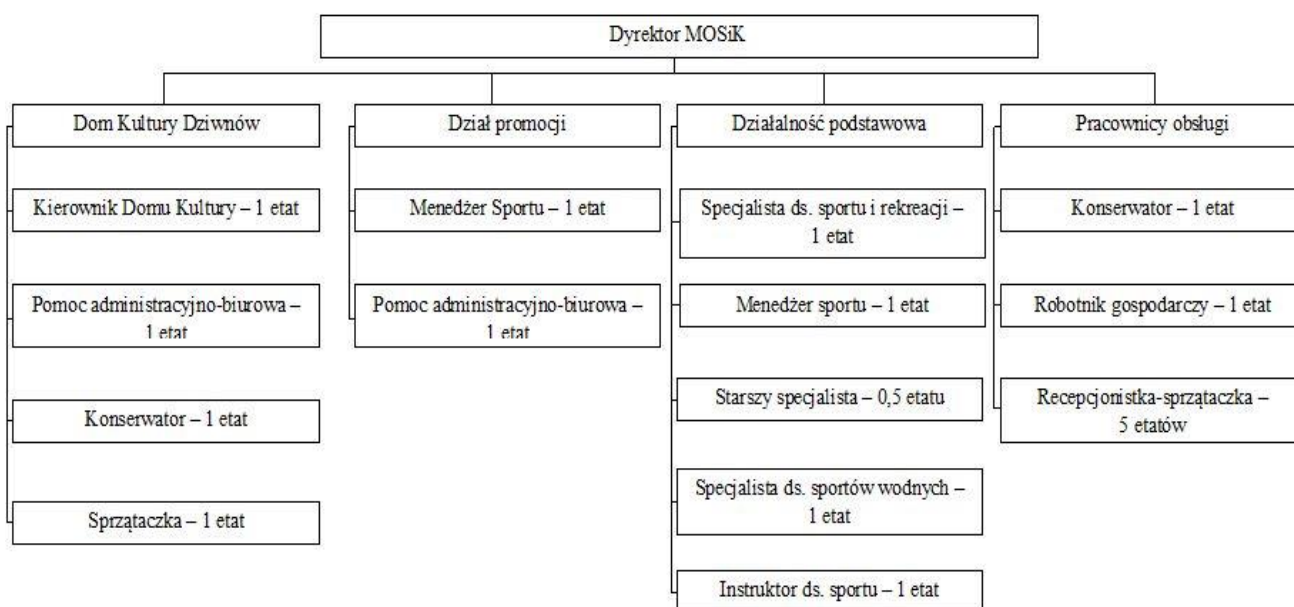 Dyrektor MOSiK
Dom Kultury Dziwnów
Kierownik Domu Kultury – 1 etat
Pomoc administracyjno-biurowa –
1 etat
Konserwator – 1 etat
Sprzątaczka – 1 etat
Dział promocji
Menedżer Sportu – 1 etat
Pomoc administracyjno-biurowa –
1 etat
Działalność podstawowa
Specjalista ds. sportu i rekreacji –
1 etat
Menedżer sportu – 1 etat
Starszy specjalista – 0,5 etatu
Specjalista ds. sportów wodnych –
1 etat
Instruktor ds. sportu – 1 etat
Pracownicy obsługi
Konserwator – 1 etat
Robotnik gospodarczy – 1 etat
Recepcjonistka-sprzątaczka –
5 etatów